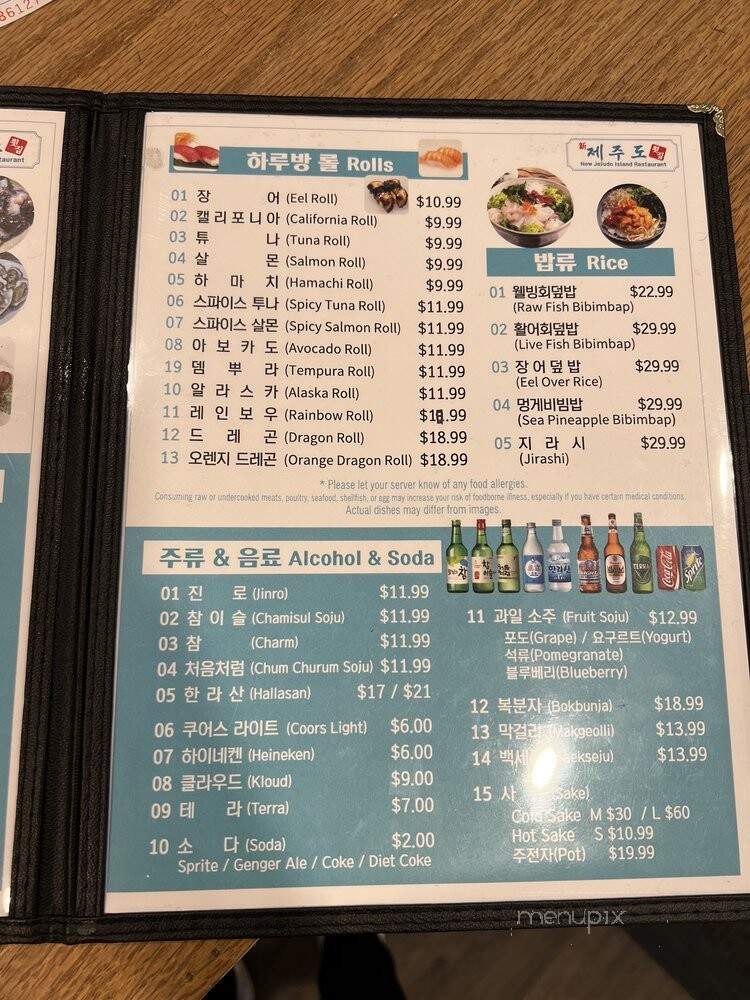 8612
하루방 롤 Rolls
01 장 어 (Eel Roll) $10.99
02 캘리포니아 (California Roll) $9.99
03 튜 나 (Tuna Roll) $9.99
04 살 몬 (Salmon Roll) $9.99
05 하 마 치 (Hamachi Roll) $9.99
06 스파이스 투나 (Spicy Tuna Roll) $11.99
07 스파이스 살몬 (Spicy Salmon Roll) $11.99
08 아 보 카 도 (Avocado Roll) $11.99
19 뎀 뿌 라 (Tempura Roll) $11.99
10 알 라 스 카 (Alaska Roll) $11.99
11 레 인 보 우 (Rainbow Roll)
12 드 레 곤 (Dragon Roll) $18.99
13 오렌지 드레곤 (Orange Dragon Roll) $18.99
新 제주도 횟집
New Jejudo Island Restaurant
밥류 Rice
01 웰빙회덮밥 $22.99
(Raw Fish Bibimbap)
02 활어회덮밥 $29.99
(Live Fish Bibimbap)
03 장어덮밥 $29.99
(Eel Over Rice)
04 멍게비빔밥 $29.99
(Sea Pineapple Bibimbap)
05 지 라 시 $29.99
(Jirashi)
* Please let your server know of any food allergies.
Consuming raw or undercooked meats, poultry, seafood, shellfish, or egg may increase your risk of foodborne illness, especially if you have certain medical conditions.
Actual dishes may differ from images.
주류 & 음료 Alcohol & Soda
01 진 로 (Jinro) $11.99
02 참 이 슬 (Chamisul Soju) $11.99
03 참 (Charm) $11.99
04 처음처럼 (Chum Churum Soju) $11.99
05 한 라 산 (Hallasan) $17 / $21
06 쿠어스 라이트 (Coors Light) $6.00
07 하이네켄 (Heineken) $6.00
08 클라우드 (Kloud) $9.00
09 테 라 (Terra) $7.00
10 소 다 (Soda) $2.00
Sprite / Genger Ale / Coke / Diet Coke
참
한라산
TERRA
Coca-Cola
Sprite
11 과일 소주 (Fruit Soju) $12.99
포도(Grape) / 요구르트(Yogurt)
석류(Pomegranate)
블루베리(Blueberry)
12 복분자 (Bokbunja) $18.99
13 막걸리 (Makgeolli) $13.99
14 백세 $13.99
15 사 (Sake)
Cold Sake M $30 / L $60
Hot Sake S $10.99
주전자(Pot) $19.99
menupix